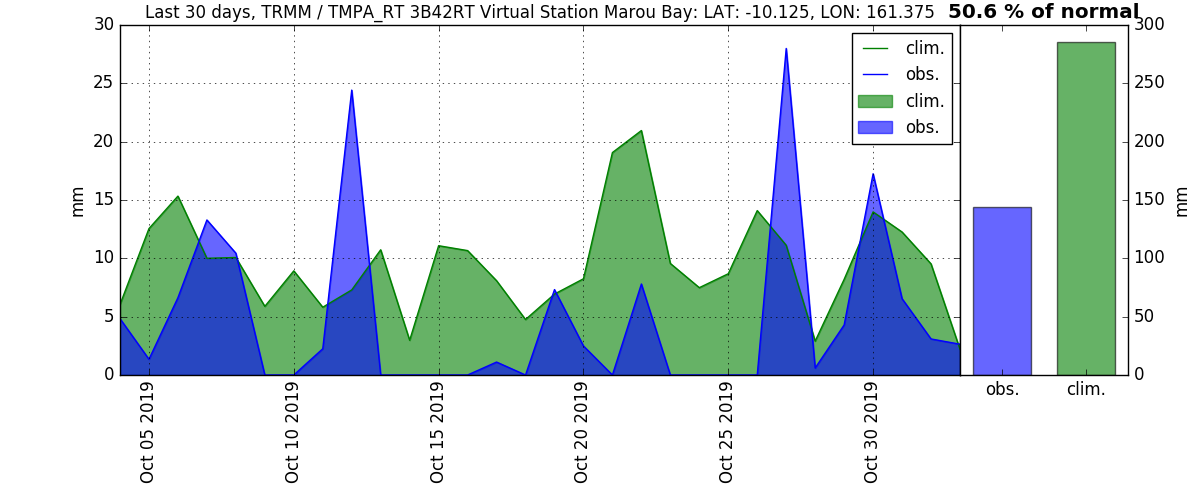 Last 30 days, TRMM / TMPA_RT 3B42RT Virtual Station Marou Bay: LAT: -10.125, LON: 161.375
50.6 % of normal
30
25
20
15
10
5
0
mm
clim.
obs.
clim.
obs.
Oct 05 2019
Oct 10 2019
Oct 15 2019
Oct 20 2019
Oct 25 2019
Oct 30 2019
300
250
200
150
100
50
0
mm
obs.
clim.